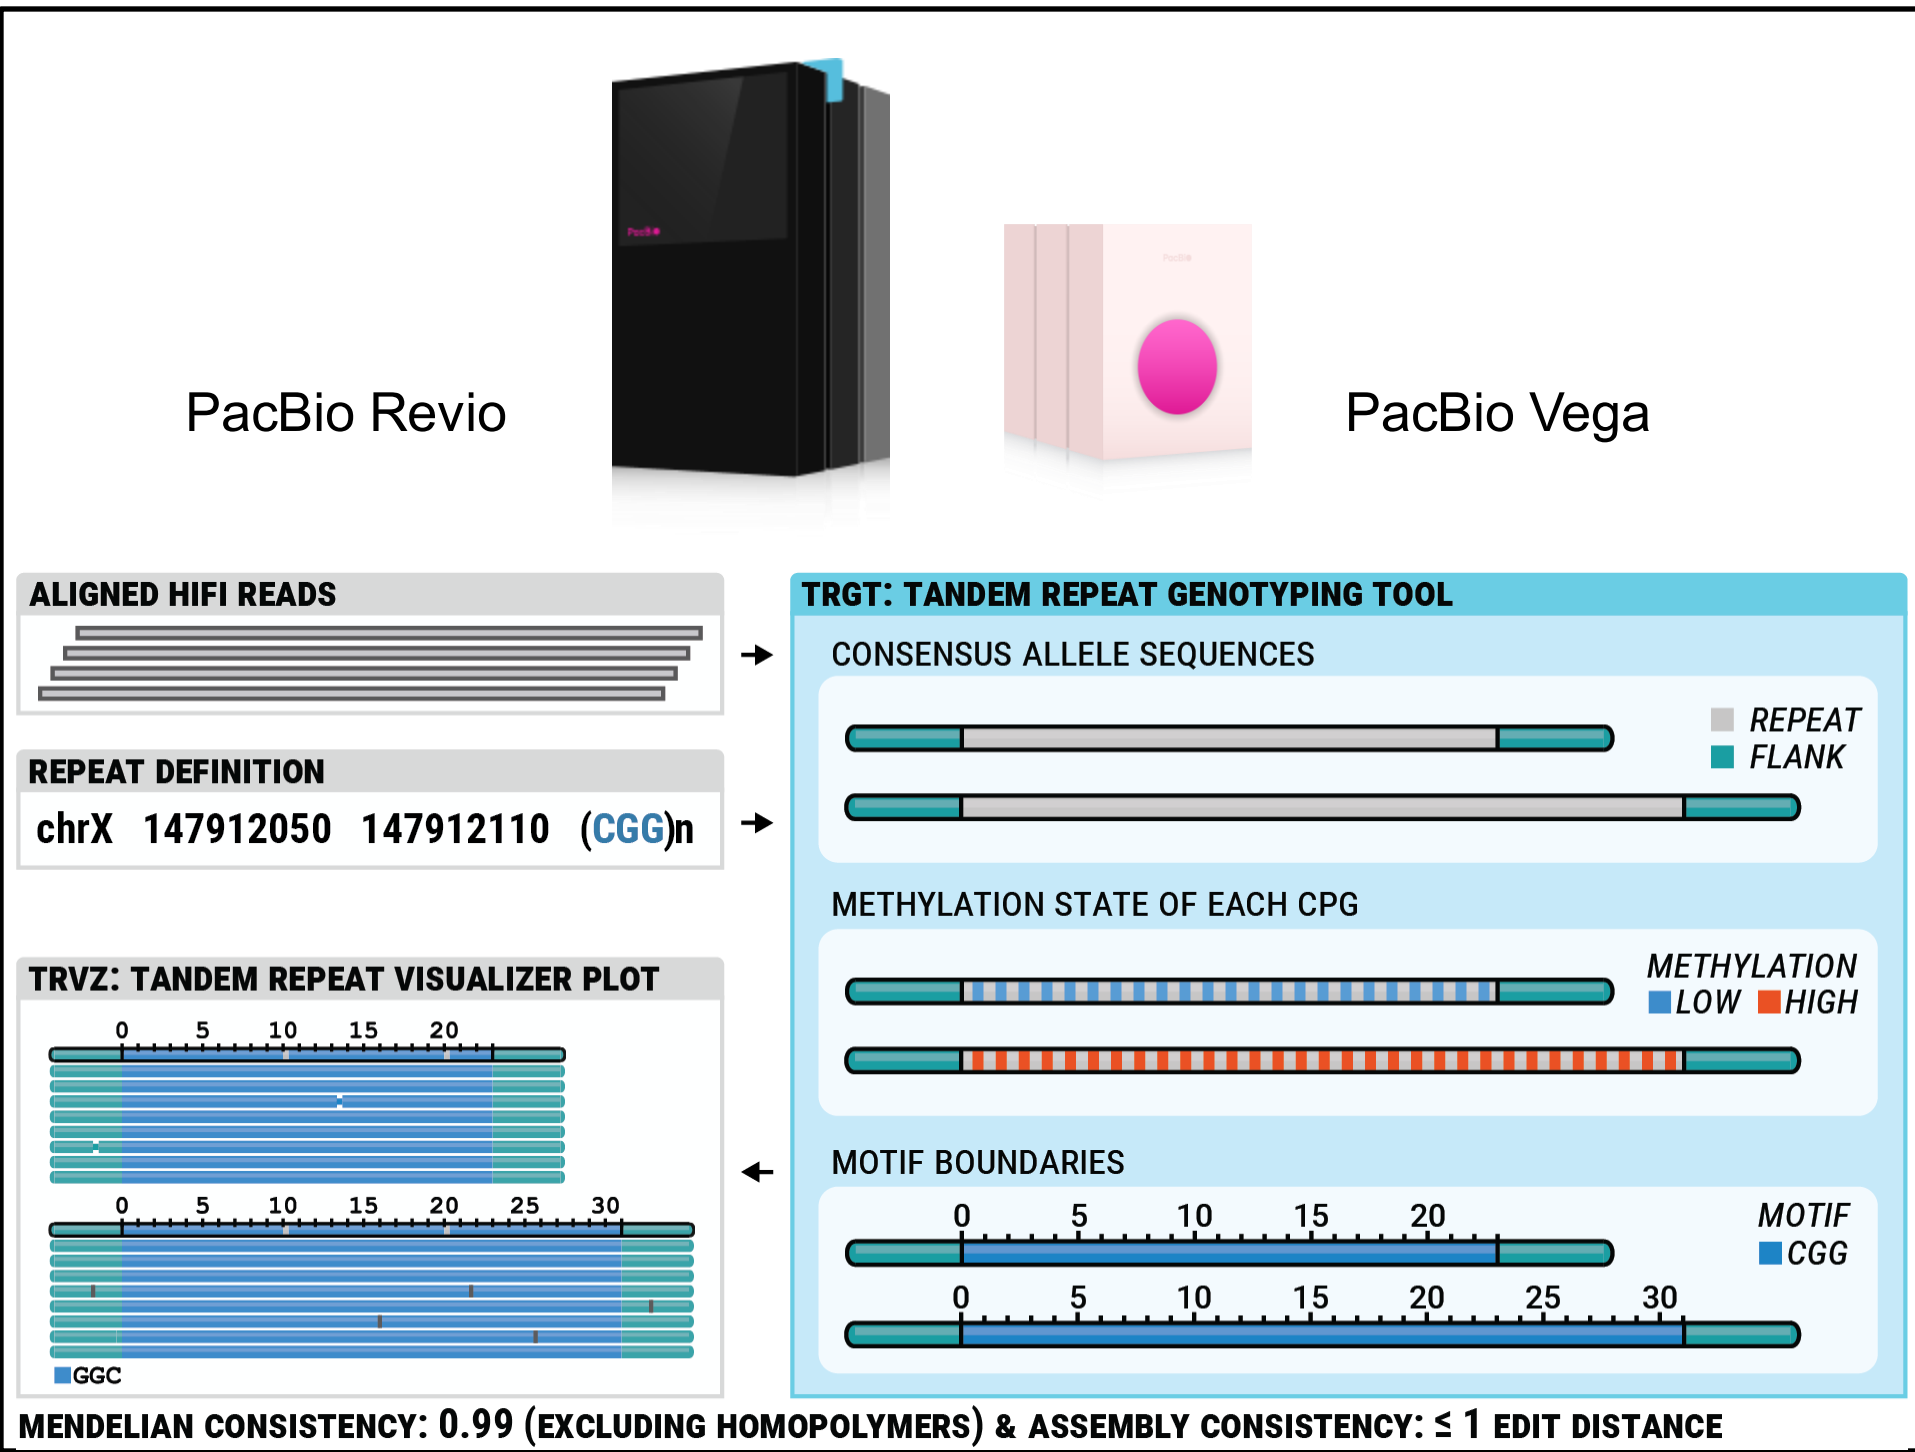 PacBio
PacBio
PacBio Revio
PacBio Vega
ALIGNED HIFI READS
REPEAT DEFINITION
chrX 147912050 147912110 (CGG)n
TRVZ: TANDEM REPEAT VISUALIZER PLOT
0 5 10 15 20
0 5 10 15 20 25 30
GGC
TRGT: TANDEM REPEAT GENOTYPING TOOL
CONSENSUS ALLELE SEQUENCES
REPEAT
FLANK
METHYLATION STATE OF EACH CPG
METHYLATION
LOW HIGH
MOTIF BOUNDARIES
0 5 10 15 20
MOTIF
CGG
0 5 10 15 20 25 30
MENDELIAN CONSISTENCY: 0.99 (EXCLUDING HOMOPOLYMERS) & ASSEMBLY CONSISTENCY: ≤ 1 EDIT DISTANCE